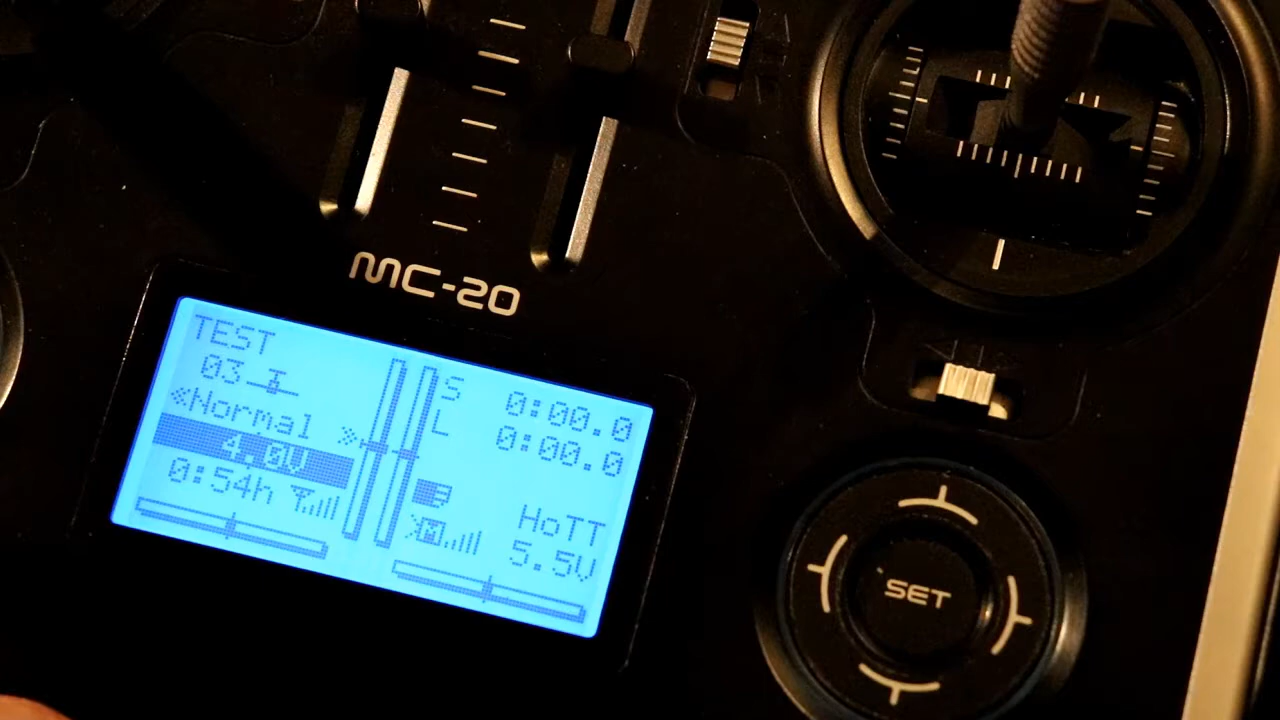 MC-20
TEST
03
«Normal
4.0V
0:54h
S 0:00.0
L 0:00.0
M
HoTT
5.5V
SET